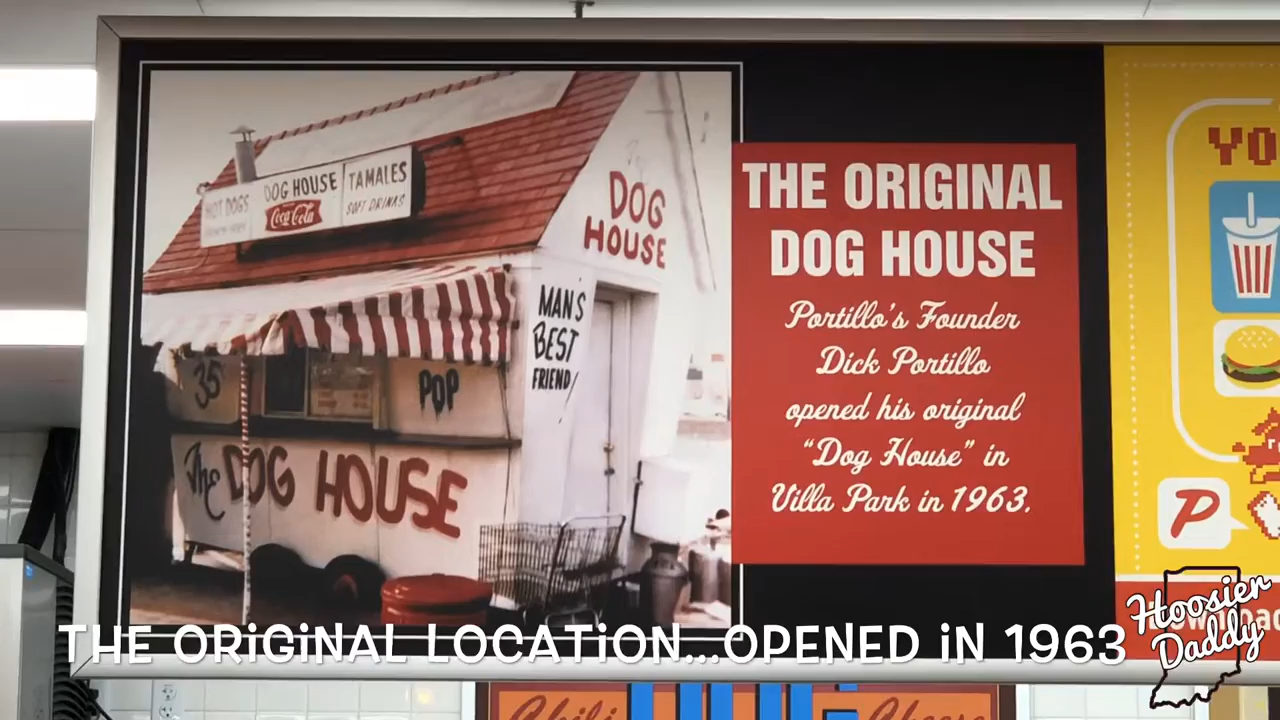 HOT DOGS
DOG HOUSE
Coca-Cola
TAMALES
SOFT DRINKS
DOG
HOUSE
MAN'S
BEST
FRIEND/
35
POP
The DOG HOUSE
THE ORIGINAL
DOG HOUSE
Portillo's Founder
Dick Portillo
opened his original
"Dog House" in
Villa Park in 1963.
YO
P
THE ORIGINAL LOCATION...OPENED IN 1963
Hoosier
Daddy
Chili
Cheese